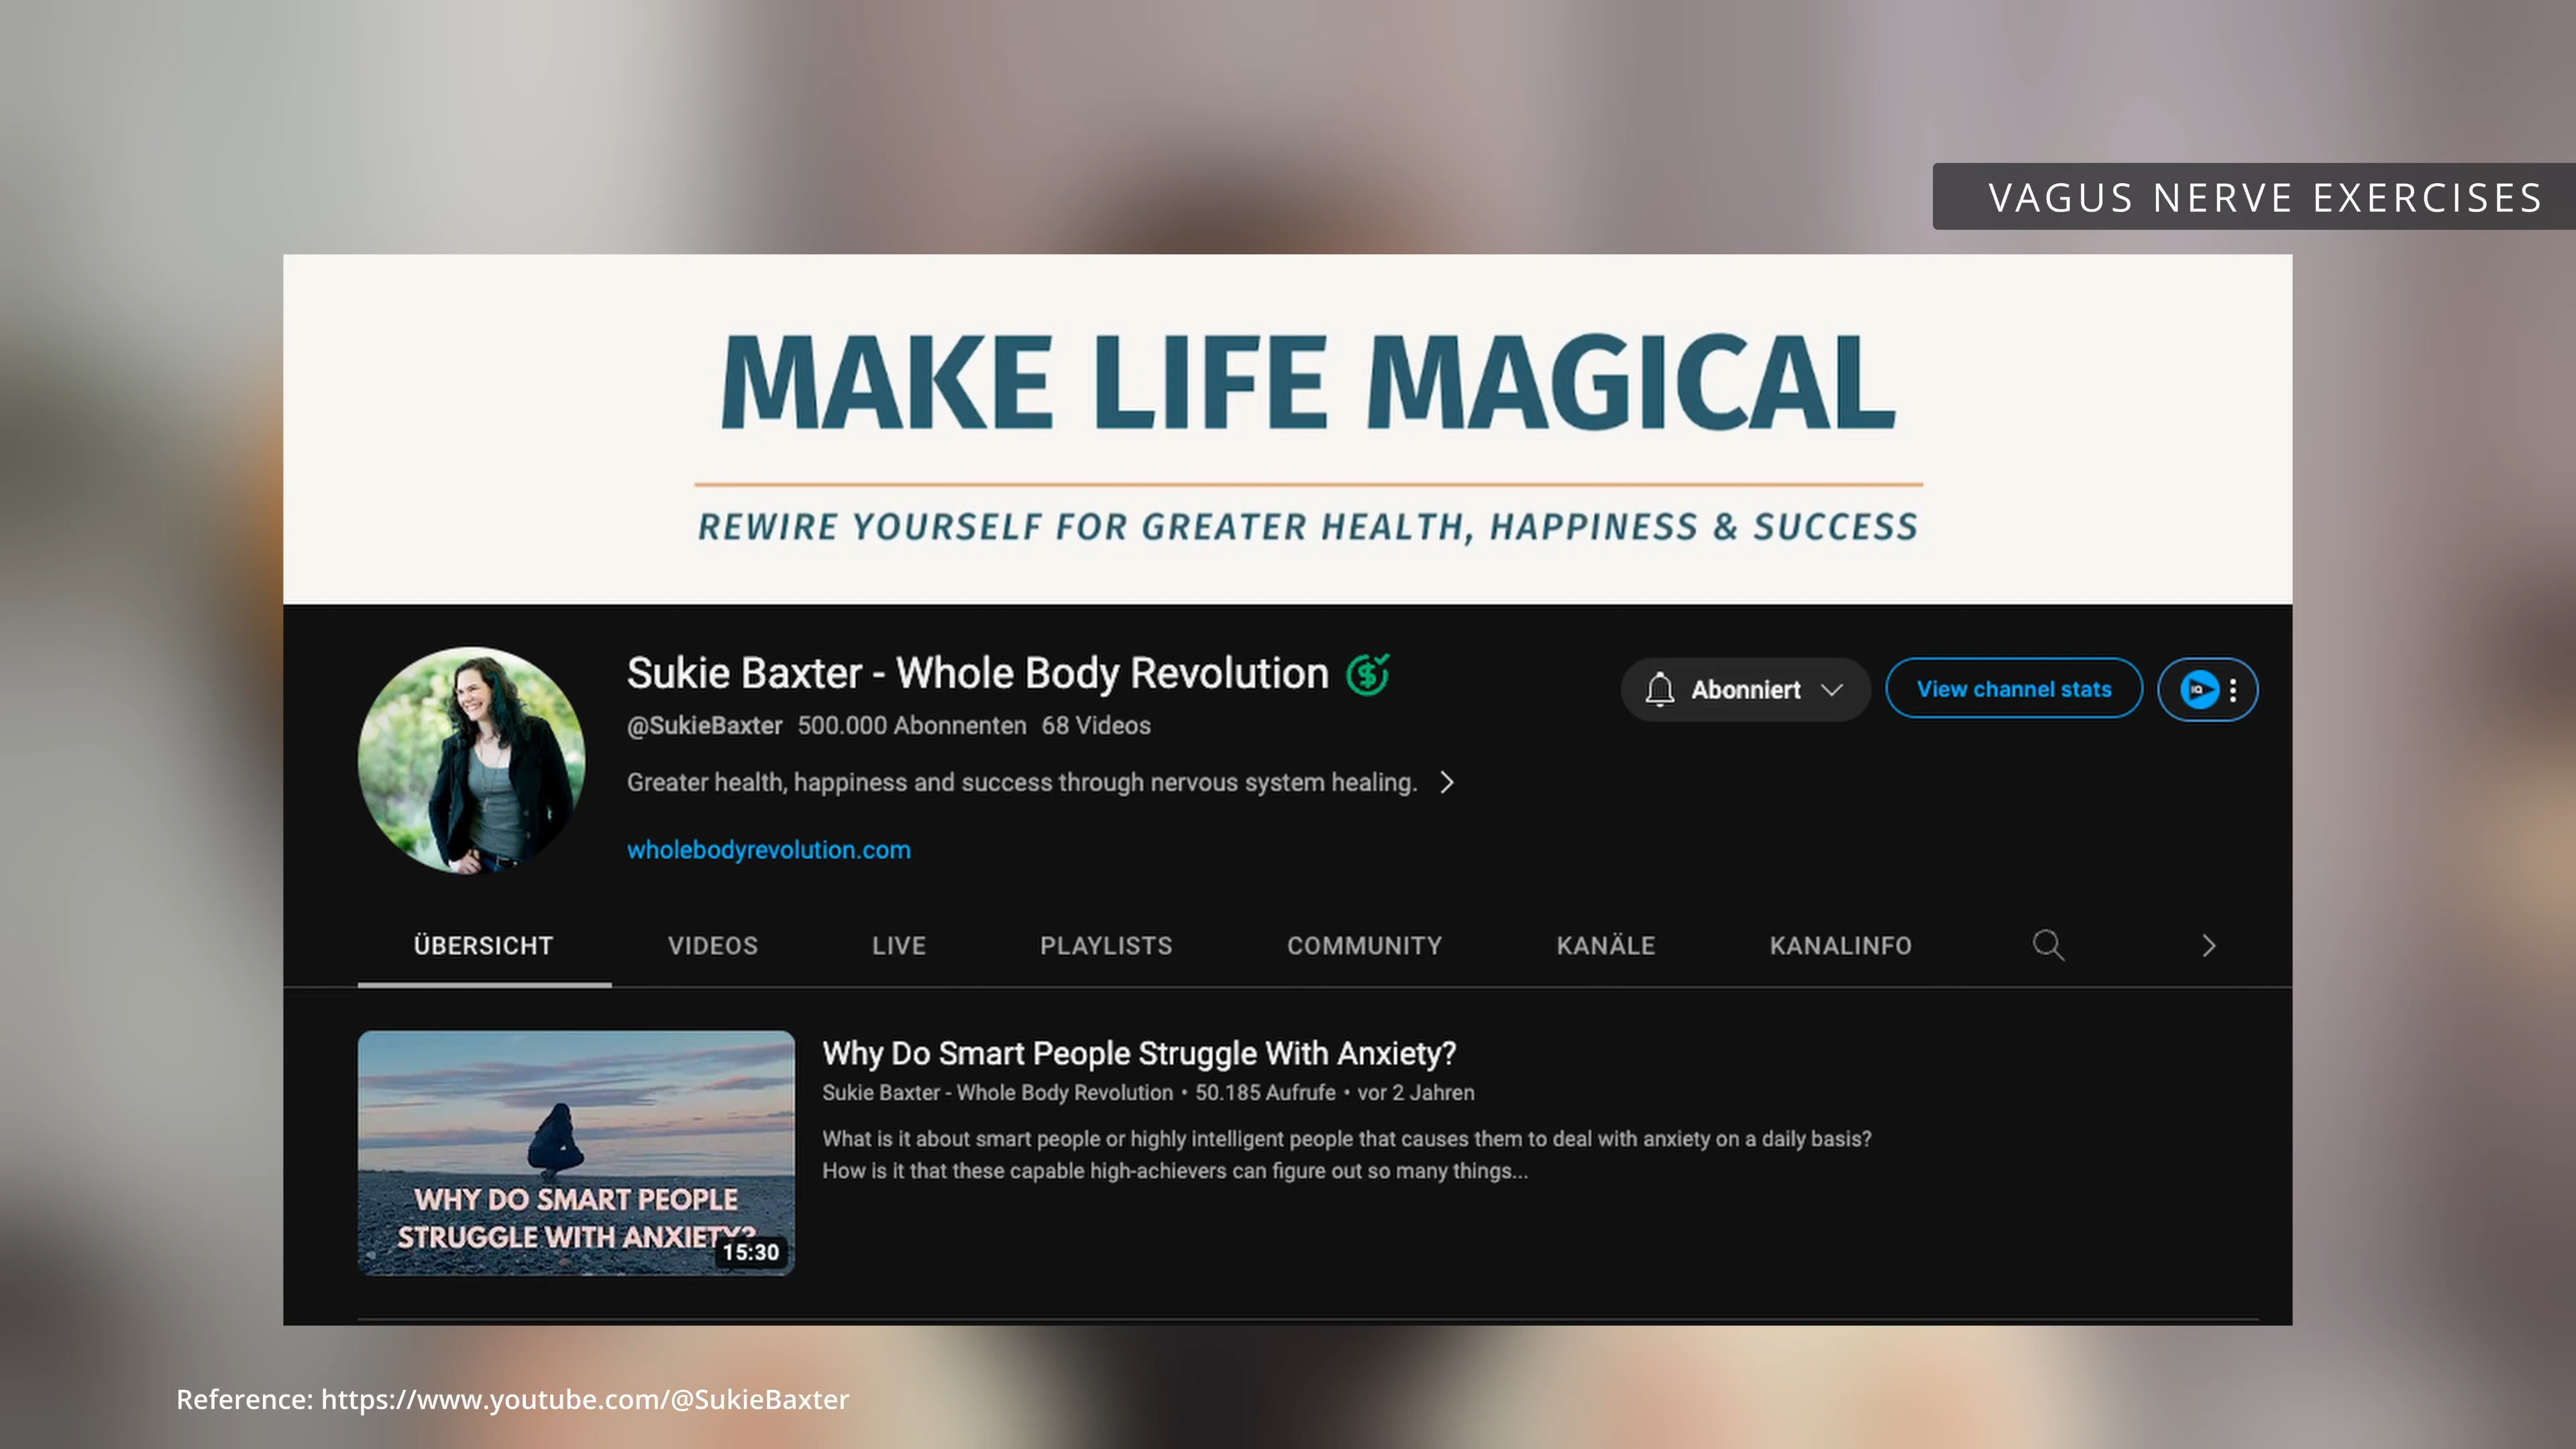 VAGUS NERVE EXERCISES
MAKE LIFE MAGICAL
REWIRE YOURSELF FOR GREATER HEALTH, HAPPINESS & SUCCESS
Sukie Baxter - Whole Body Revolution
@SukieBaxter 500.000 Abonnenten 68 Videos
Greater health, happiness and success through nervous system healing.
wholebodyrevolution.com
Abonniert
View channel stats
IQ
ÜBERSICHT VIDEOS LIVE PLAYLISTS COMMUNITY KANÄLE KANALINFO
WHY DO SMART PEOPLE
STRUGGLE WITH ANXIETY?
15:30
Why Do Smart People Struggle With Anxiety?
Sukie Baxter - Whole Body Revolution • 50.185 Aufrufe • vor 2 Jahren
What is it about smart people or highly intelligent people that causes them to deal with anxiety on a daily basis?
How is it that these capable high-achievers can figure out so many things...
Reference: https://www.youtube.com/@SukieBaxter